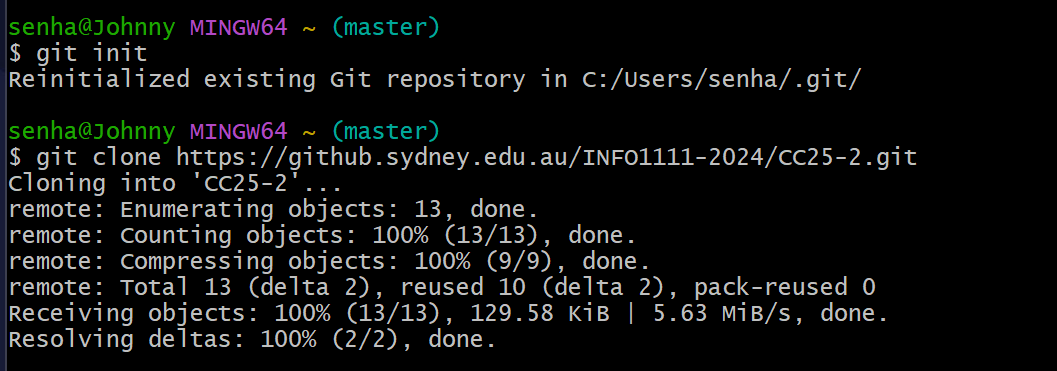 senha@Johnny MINGW64 ~ (master)
$ git init
Reinitialized existing Git repository in C:/Users/senha/.git/
senha@Johnny MINGW64 ~ (master)
$ git clone https://github.sydney.edu.au/INFO1111-2024/CC25-2.git
Cloning into 'CC25-2'...
remote: Enumerating objects: 13, done.
remote: Counting objects: 100% (13/13), done.
remote: Compressing objects: 100% (9/9), done.
remote: Total 13 (delta 2), reused 10 (delta 2), pack-reused 0
Receiving objects: 100% (13/13), 129.58 KiB | 5.63 MiB/s, done.
Resolving deltas: 100% (2/2), done.